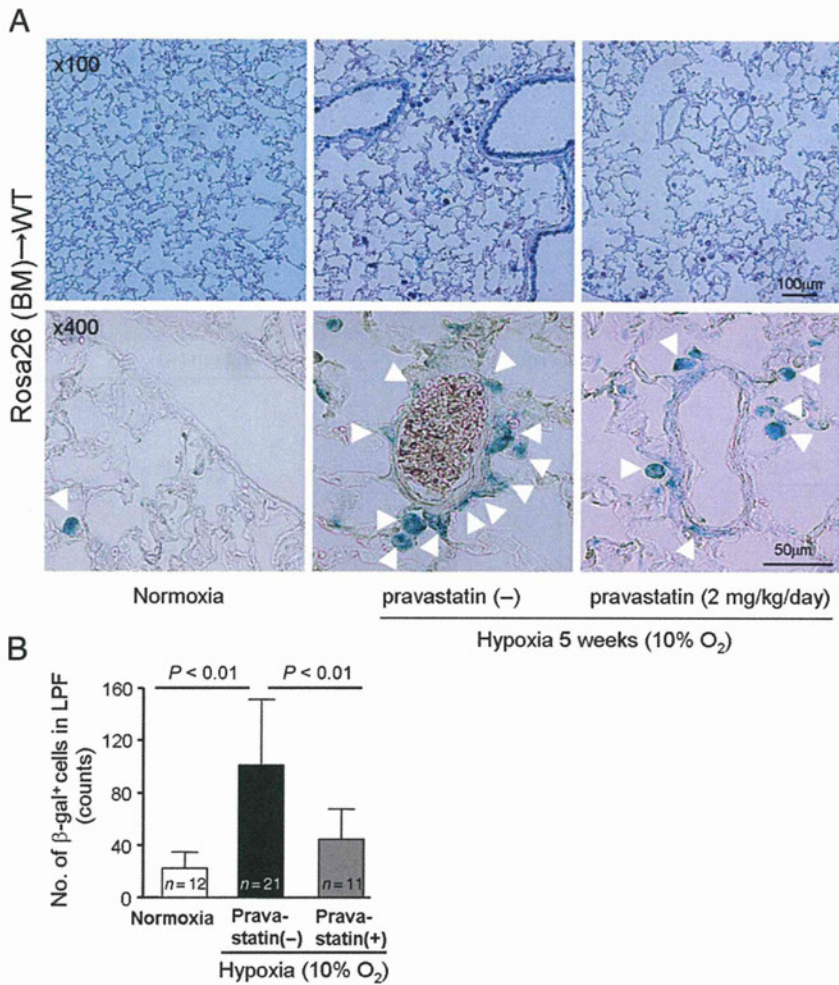 A
x100
100μm
Rosa26 (BM)→WT
x400
50μm
Normoxia
pravastatin (–)
pravastatin (2 mg/kg/day)
Hypoxia 5 weeks (10% O₂)
B
P < 0.01
P < 0.01
No. of β-gal⁺ cells in LPF
(counts)
160
120
80
40
0
n=12
n=21
n=11
Normoxia
Prava-
statin(–)
Prava-
statin(+)
Hypoxia (10% O₂)